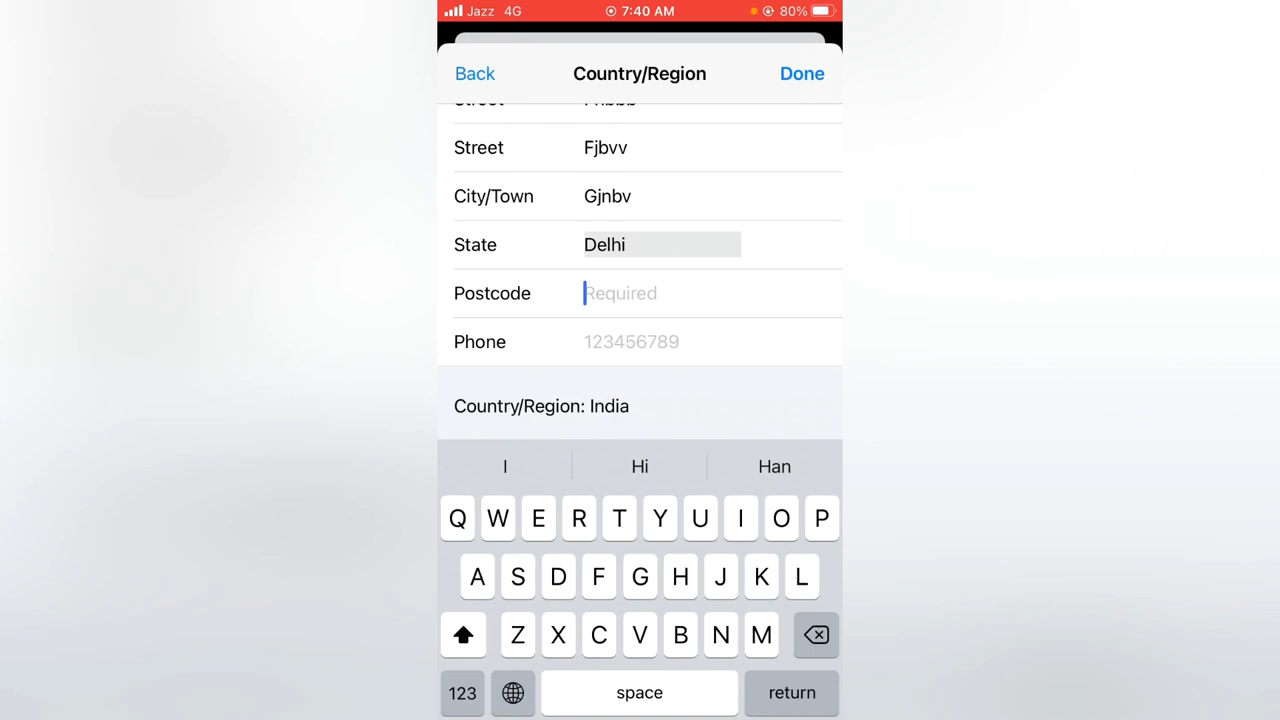 Jazz 4G 7:40 AM 80%
Back Country/Region Done
Street
Street Fjbvv
City/Town Gjnbv
State Delhi
Postcode Required
Phone 123456789
Country/Region: India
I Hi Han
Q W E R T Y U I O P
A S D F G H J K L
Z X C V B N M
123 space return